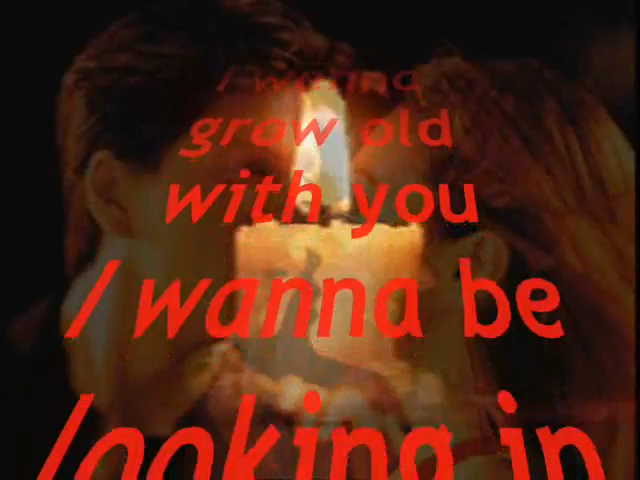 I wanna
grow old
with you
I wanna be
looking in